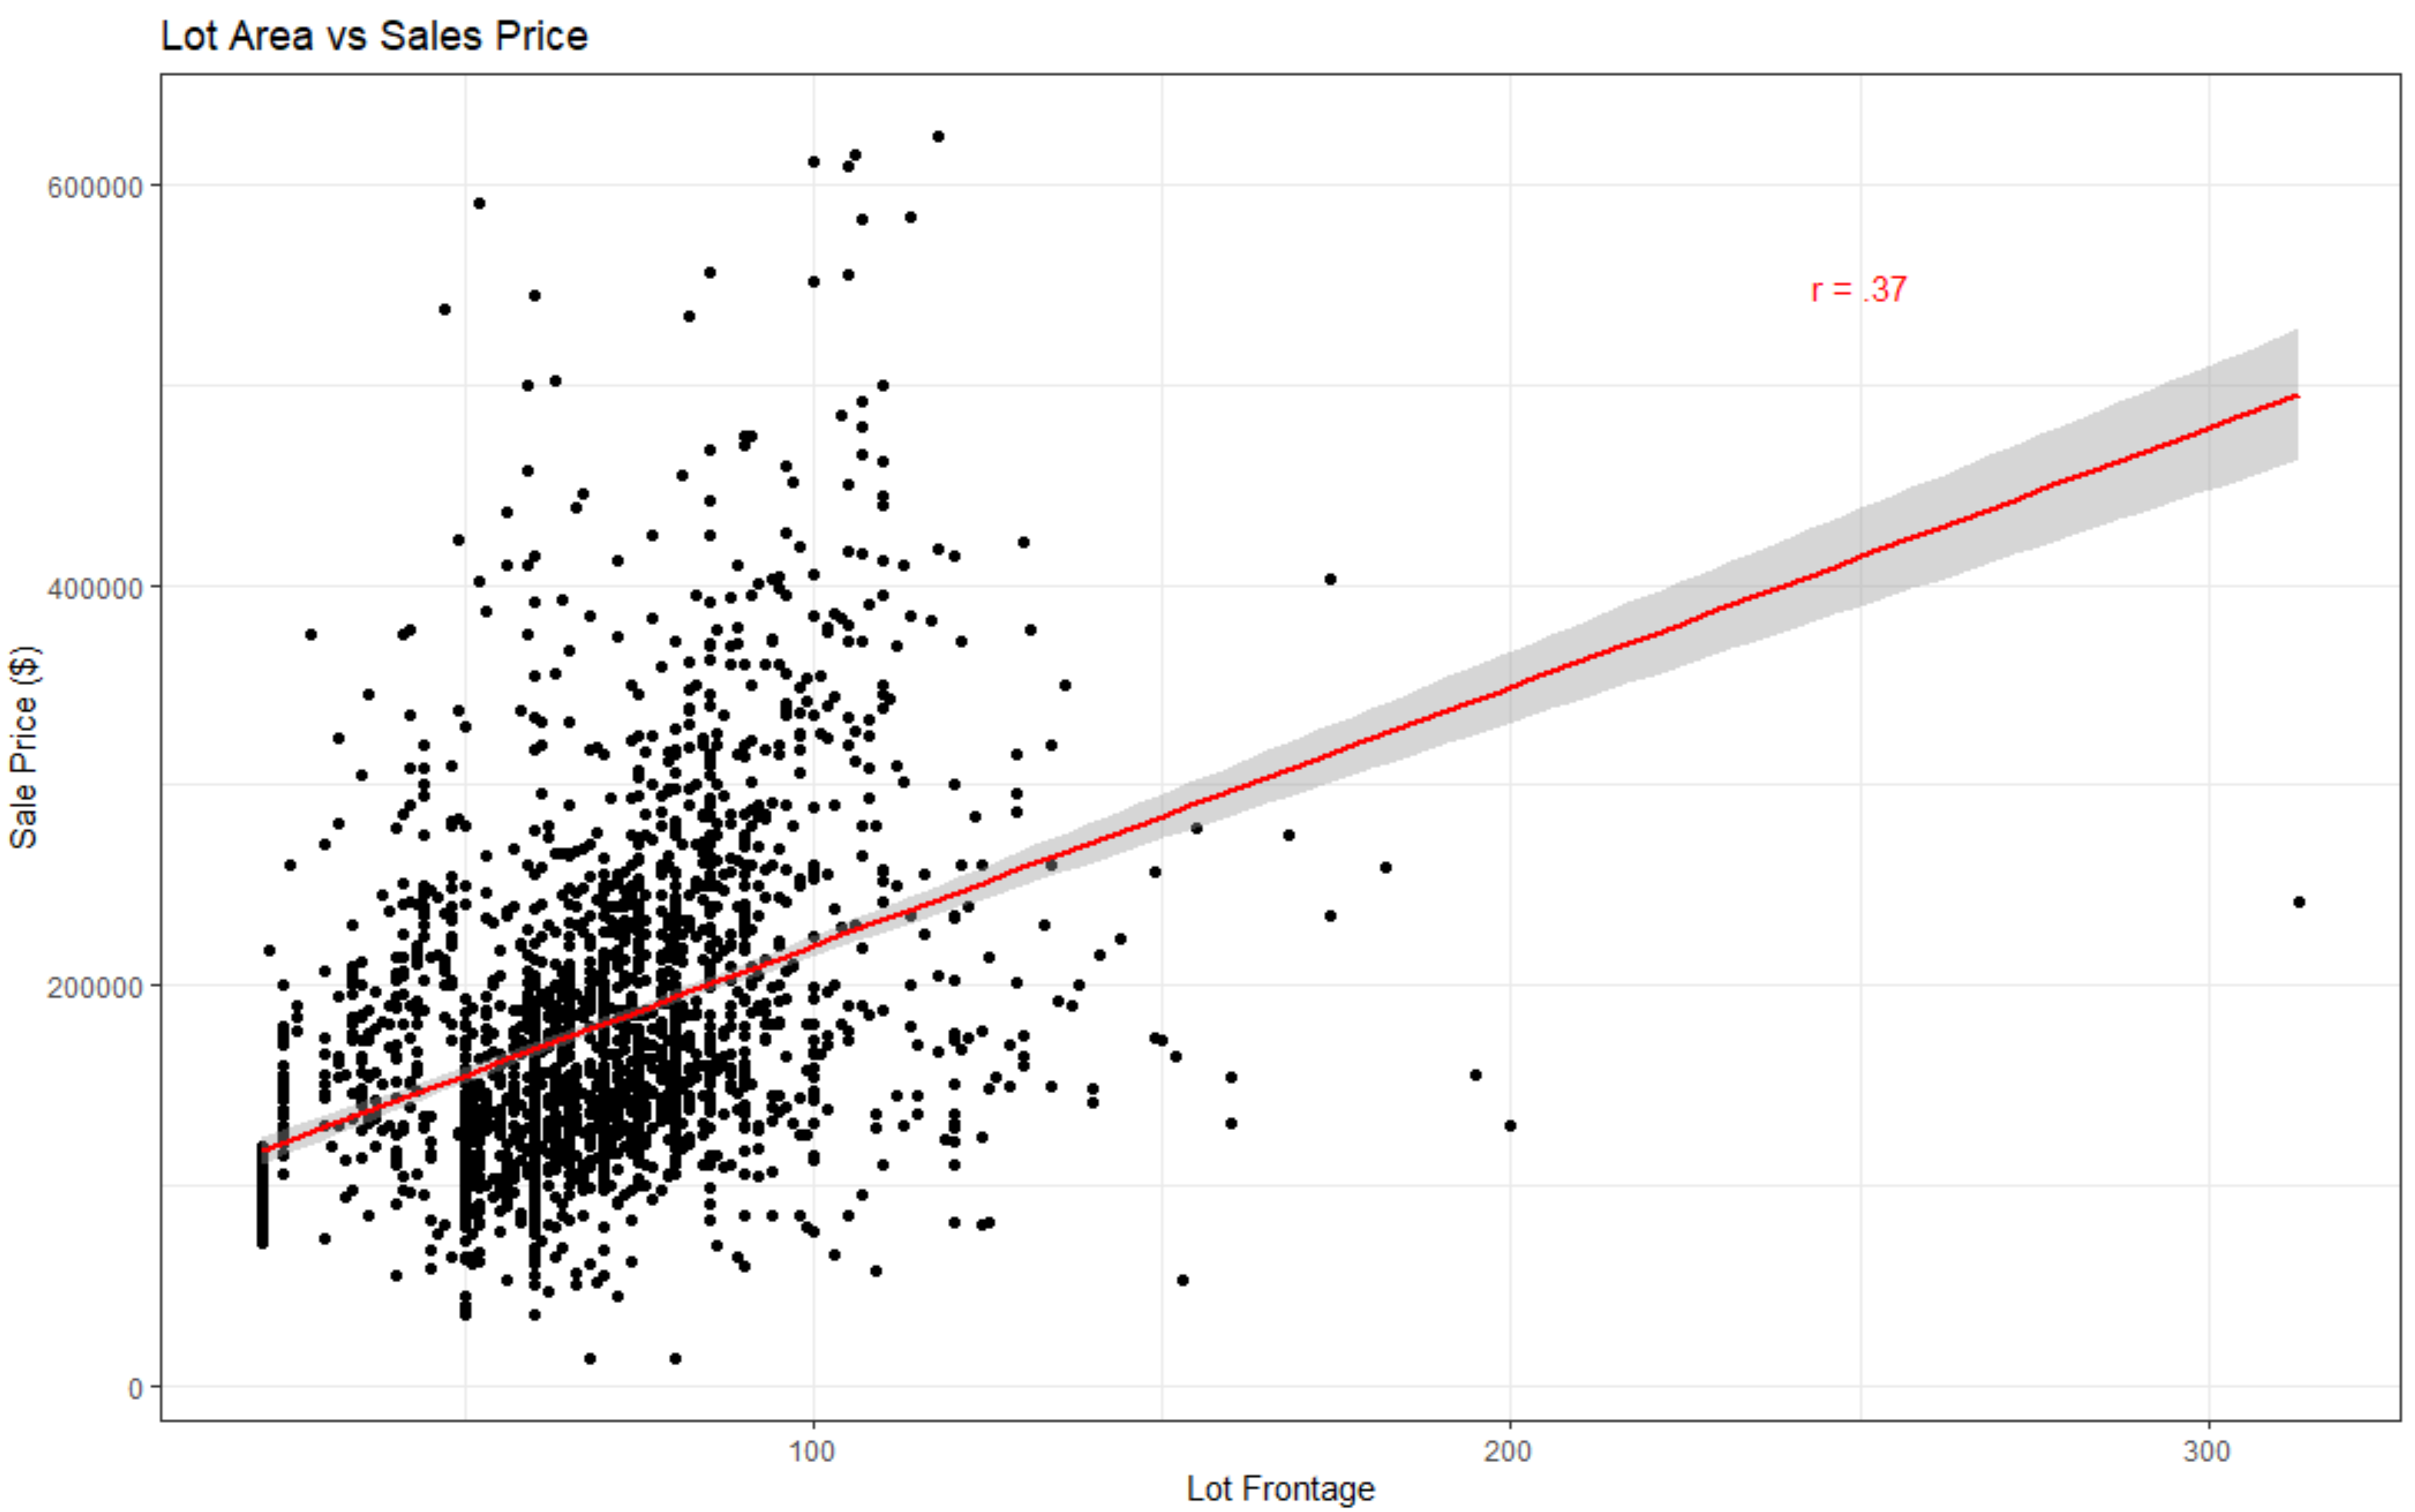 Lot Area vs Sales Price
600000
400000
200000
0
Sale Price ($)
r = .37
100
200
300
Lot Frontage